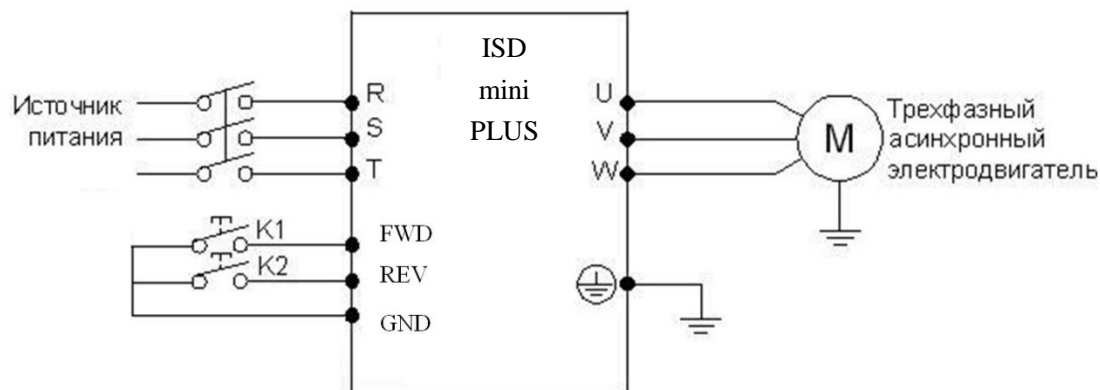 ISD
mini
PLUS
Источник
питания
R
S
T
U
V
W
M
Трехфазный
асинхронный
электродвигатель
K1
FWD
K2
REV
GND